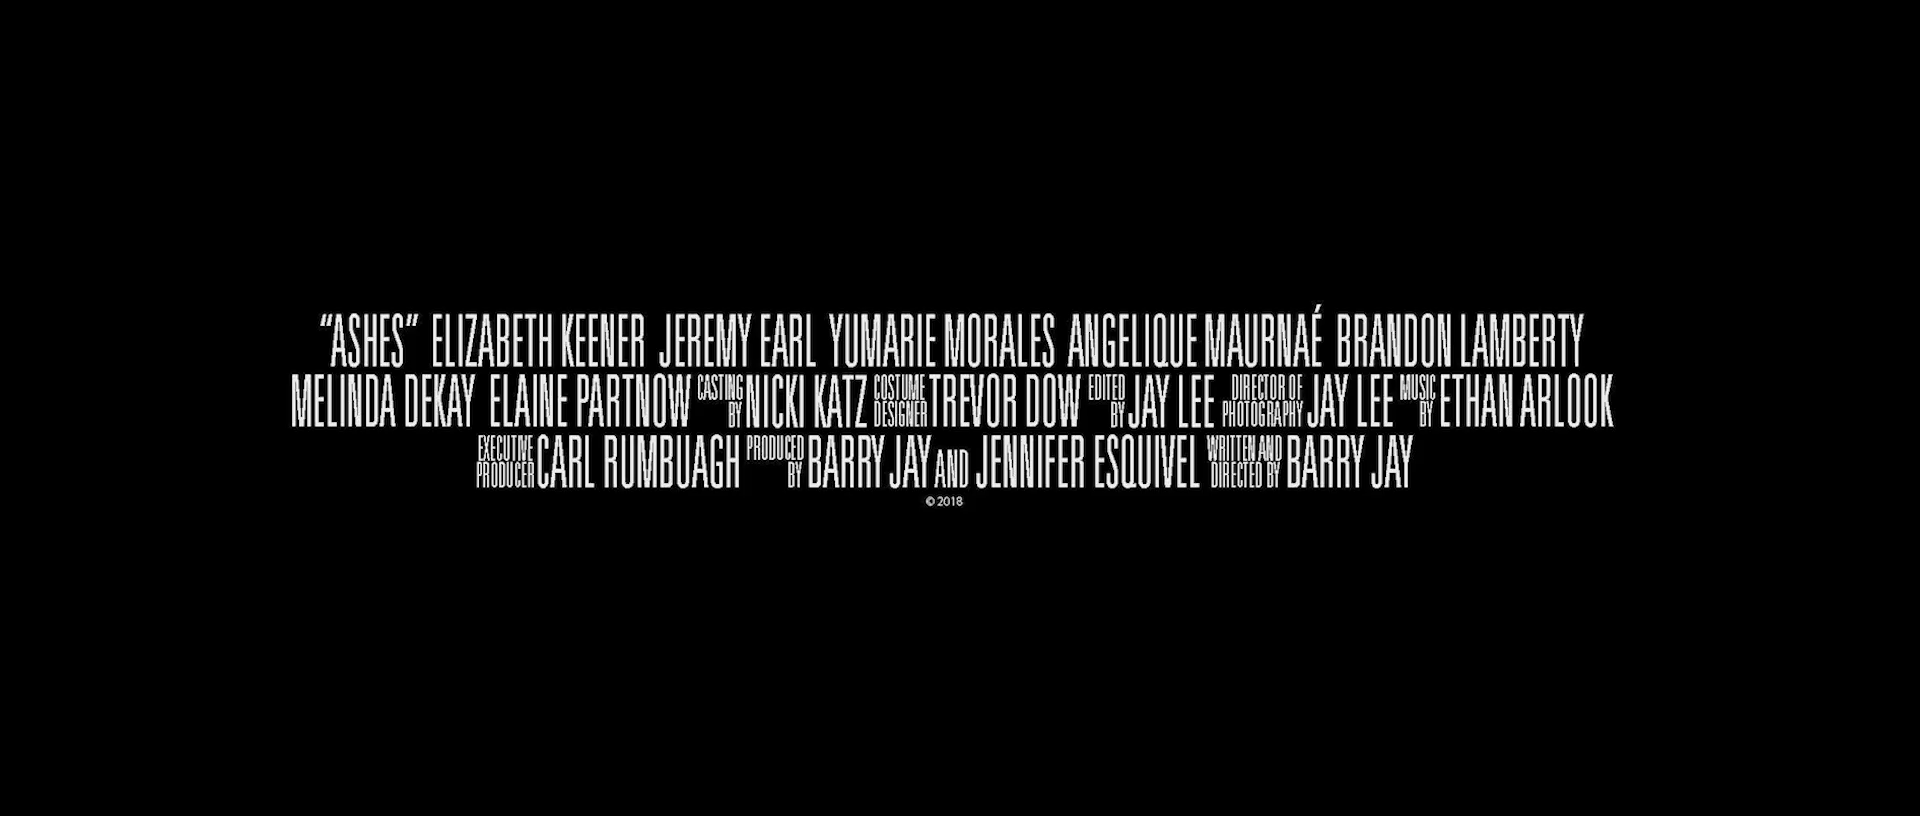 “ASHES” ELIZABETH KEENER JEREMY EARL YUMARIE MORALES ANGELIQUE MAURNAÉ BRANDON LAMBERTY
MELINDA DEKAY ELAINE PARTNOW CASTING BY NICKI KATZ COSTUME DESIGNER TREVOR DOW EDITED BY JAY LEE DIRECTOR OF PHOTOGRAPHY JAY LEE MUSIC BY ETHAN ARLOOK
EXECUTIVE PRODUCER CARL RUMBUAGH PRODUCED BY BARRY JAY AND JENNIFER ESQUIVEL WRITTEN AND DIRECTED BY BARRY JAY
© 2018